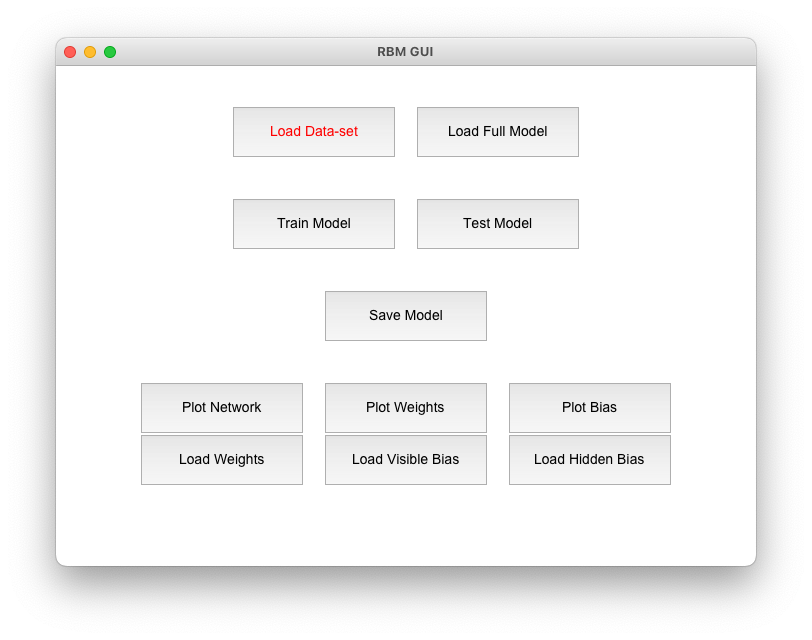 RBM GUI
Load Data-set
Load Full Model
Train Model
Test Model
Save Model
Plot Network
Plot Weights
Plot Bias
Load Weights
Load Visible Bias
Load Hidden Bias